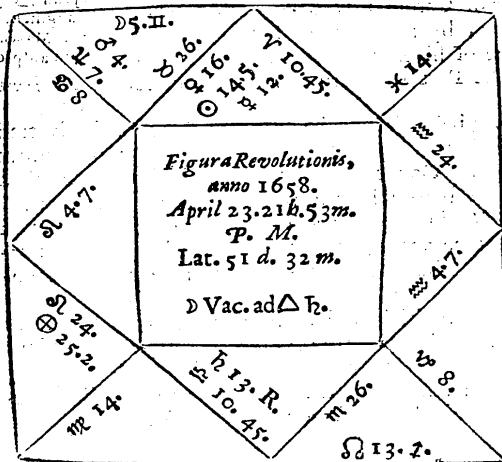 ☽ 5. ♊.
♃ ♂ 4.
7.
♋ 8
♉ 26.
♀ 16.
☉ 14.5.
☿ 12.
♈ 10.45.
♓ 14.
♒ 24.
♌ 4.7.
Figura Revolutionis,
anno 1658.
April 23.21h.53m.
P. M.
Lat. 51 d. 32 m.
☽ Vac. ad △ ♄.
♒ 4.7.
♌ 24.
⊗ 25.2.
♍ 14.
♄ 13. R.
♎ 10. 45.
♏ 26.
♑ 8.
☊ 13. ♐.